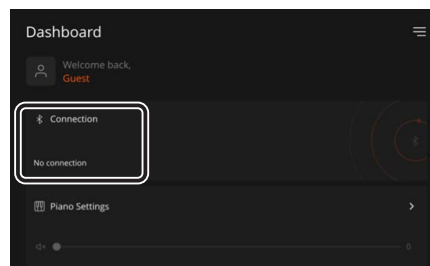 Dashboard
Welcome back,
Guest
Connection
No connection
Piano Settings
0